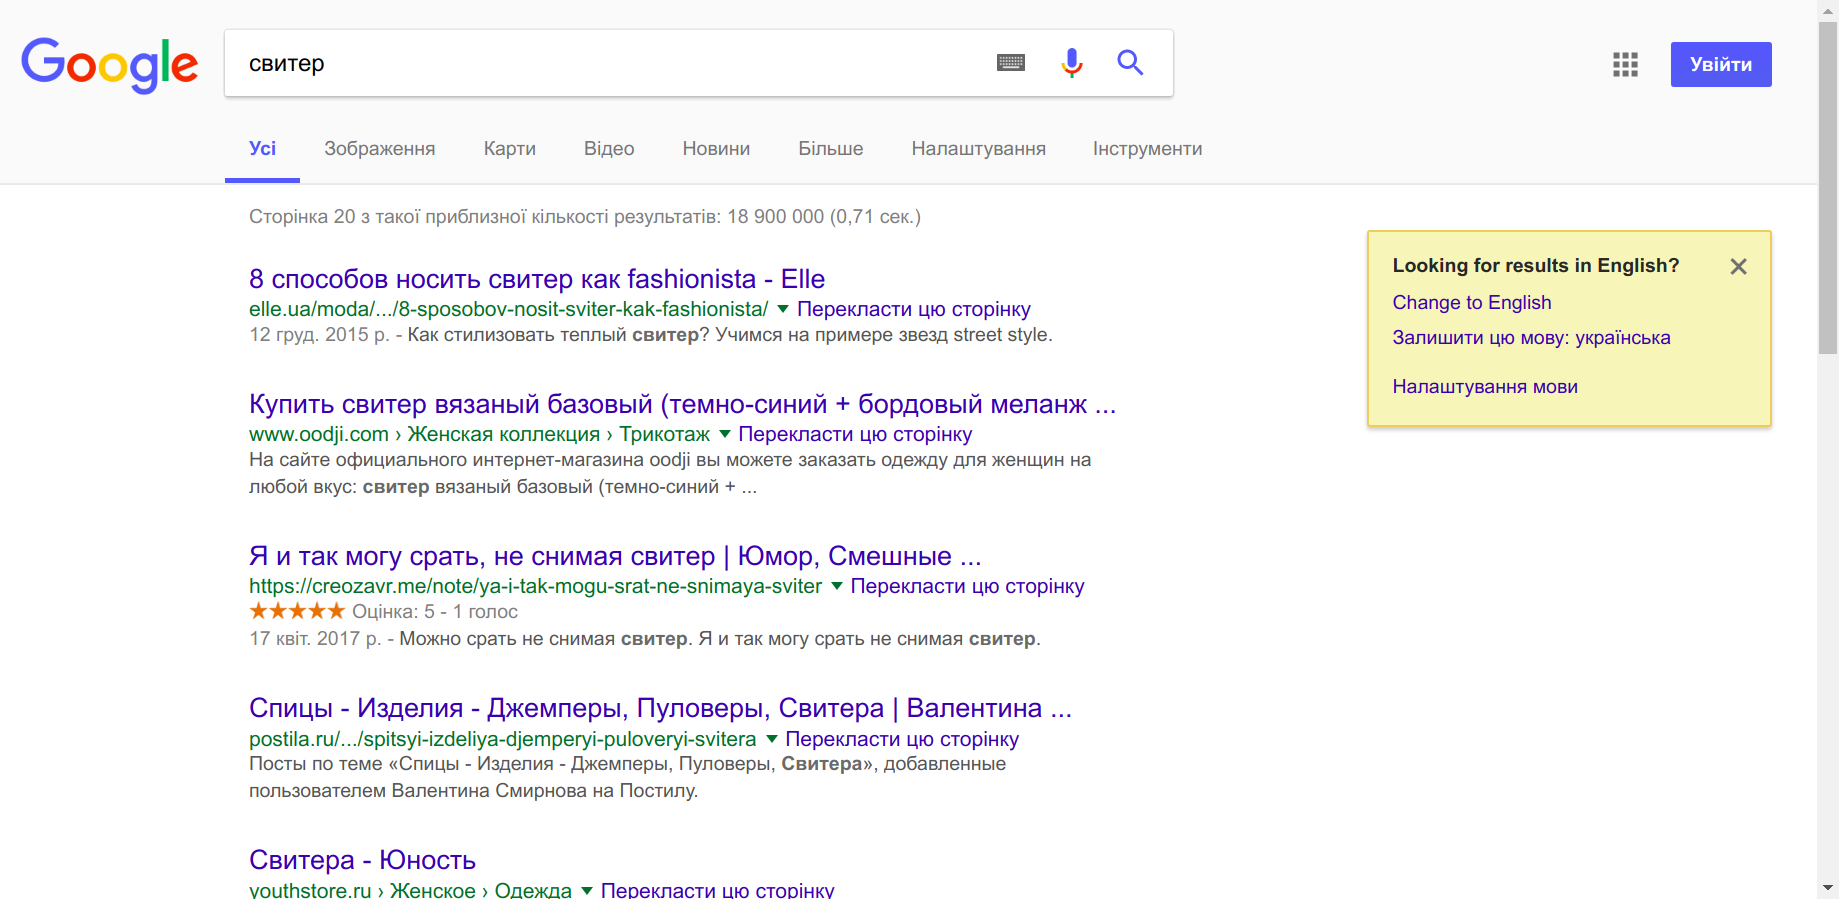 Google
свитер
Увійти
Усі Зображення Карти Відео Новини Більше Налаштування Інструменти
Сторінка 20 з такої приблизної кількості результатів: 18 900 000 (0,71 сек.)
8 способов носить свитер как fashionista - Elle
elle.ua/moda/.../8-sposobov-nosit-sviter-kak-fashionista/ Перекласти цю сторінку
12 груд. 2015 р. - Как стилизовать теплый свитер? Учимся на примере звезд street style.
Купить свитер вязаный базовый (темно-синий + бордовый меланж ...
www.oodji.com › Женская коллекция › Трикотаж Перекласти цю сторінку
На сайте официального интернет-магазина oodji вы можете заказать одежду для женщин на
любой вкус: свитер вязаный базовый (темно-синий + ...
Я и так могу срать, не снимая свитер | Юмор, Смешные ...
https://creozavr.me/note/ya-i-tak-mogu-srat-ne-snimaya-sviter Перекласти цю сторінку
★★★★★ Оцінка: 5 - 1 голос
17 квіт. 2017 р. - Можно срать не снимая свитер. Я и так могу срать не снимая свитер.
Спицы - Изделия - Джемперы, Пуловеры, Свитера | Валентина ...
postila.ru/.../spitsyi-izdeliya-djemperyi-puloveryi-svitera Перекласти цю сторінку
Посты по теме «Спицы - Изделия - Джемперы, Пуловеры, Свитера», добавленные
пользователем Валентина Смирнова на Постилу.
Свитера - Юность
youthstore.ru › Женское › Одежда Перекласти цю сторінку
Looking for results in English?
Change to English
Залишити цю мову: українська
Налаштування мови